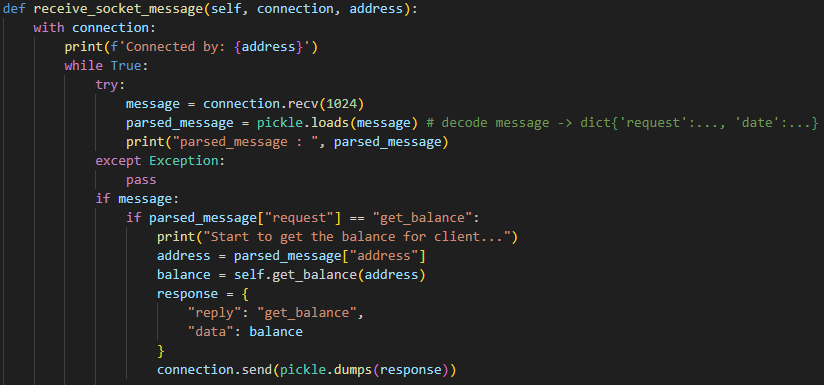 def receive_socket_message(self, connection, address):
    with connection:
        print(f'Connected by: {address}')
        while True:
            try:
                message = connection.recv(1024)
                parsed_message = pickle.loads(message) # decode message -> dict{'request':..., 'date':...}
                print("parsed_message : ", parsed_message)
            except Exception:
                pass
            if message:
                if parsed_message["request"] == "get_balance":
                    print("Start to get the balance for client...")
                    address = parsed_message["address"]
                    balance = self.get_balance(address)
                    response = {
                        "reply": "get_balance",
                        "data": balance
                    }
                    connection.send(pickle.dumps(response))